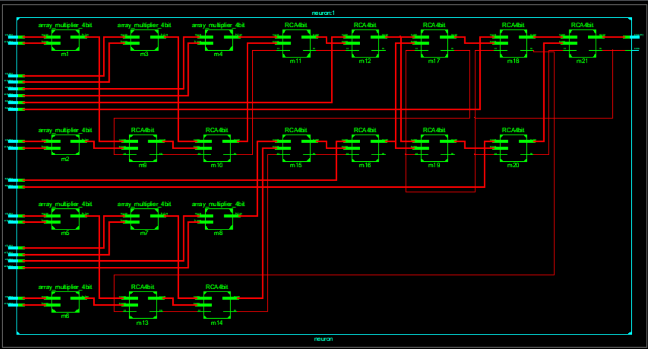 neuron:1
array_multiplier_4bit array_multiplier_4bit array_multiplier_4bit RCA4bit RCA4bit RCA4bit RCA4bit RCA4bit
m1 m3 m4 m11 m12 m17 m18 m21
array_multiplier_4bit RCA4bit RCA4bit RCA4bit RCA4bit RCA4bit RCA4bit
m2 m9 m10 m15 m16 m19 m20
array_multiplier_4bit array_multiplier_4bit array_multiplier_4bit
m5 m7 m8
array_multiplier_4bit RCA4bit RCA4bit
m6 m13 m14
neuron